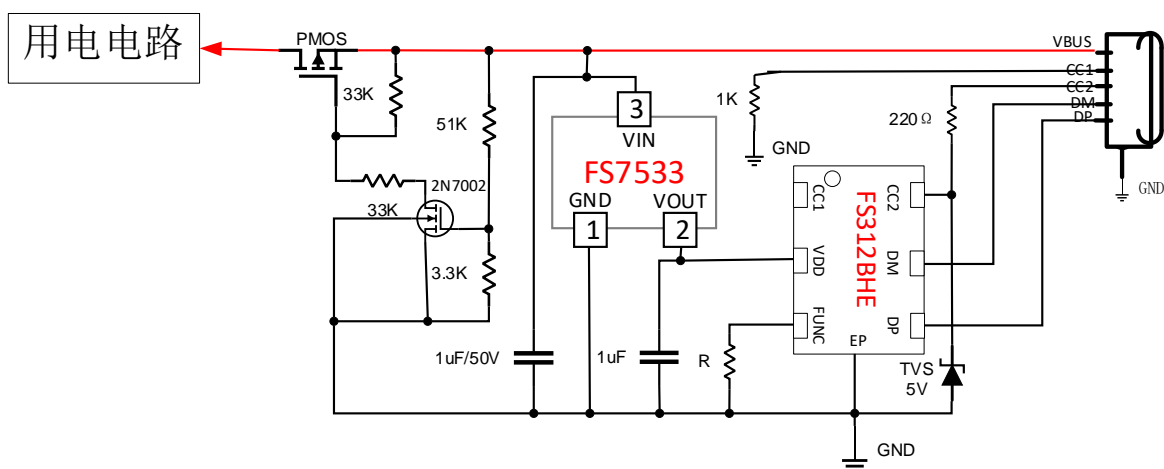 用电电路
PMOS
VBUS
CC1
CC2
DM
DP
33K
51K
1K
220Ω
3
VIN
FS7533
GND
VOUT
1
2
GND
GND
2N7002
33K
3.3K
CC1
CC2
VDD
DM
FUNC
DP
FS312BHE
EP
1uF/50V
1uF
R
TVS
5V
GND